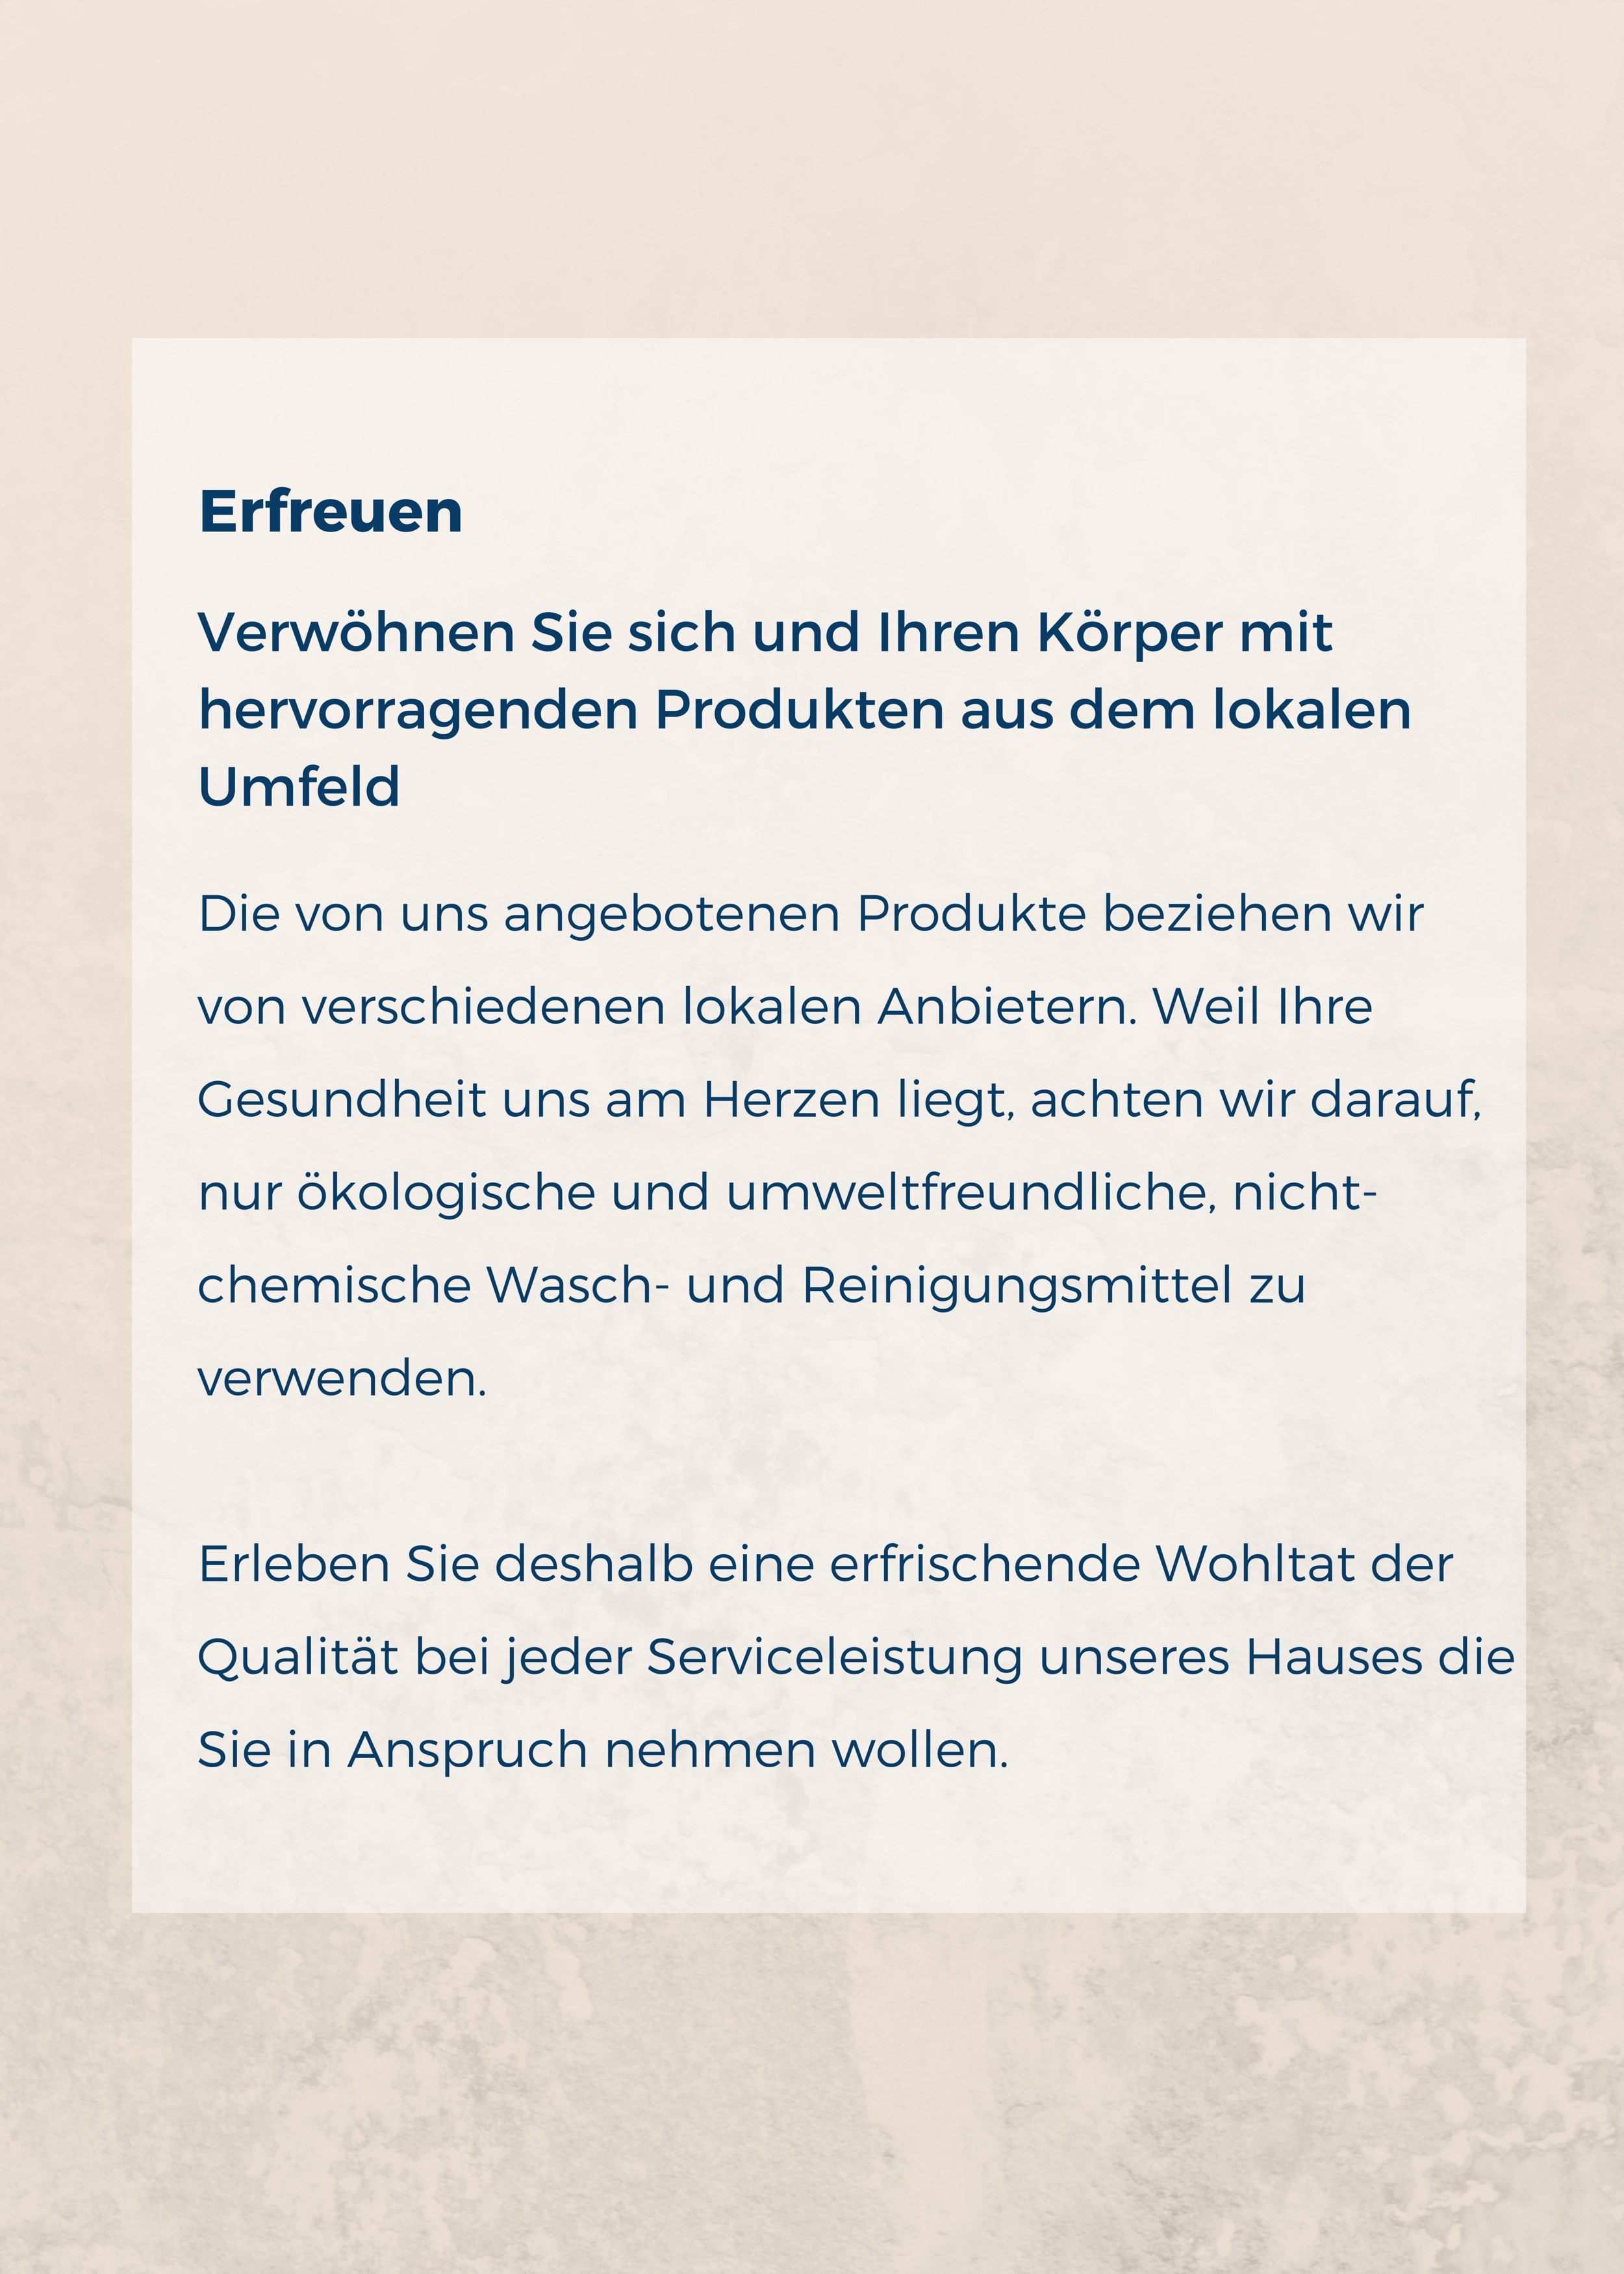 Erfreuen
Verwöhnen Sie sich und Ihren Körper mit
hervorragenden Produkten aus dem lokalen
Umfeld
Die von uns angebotenen Produkte beziehen wir
von verschiedenen lokalen Anbietern. Weil Ihre
Gesundheit uns am Herzen liegt, achten wir darauf,
nur ökologische und umweltfreundliche, nicht-
chemische Wasch- und Reinigungsmittel zu
verwenden.
Erleben Sie deshalb eine erfrischende Wohltat der
Qualität bei jeder Serviceleistung unseres Hauses die
Sie in Anspruch nehmen wollen.